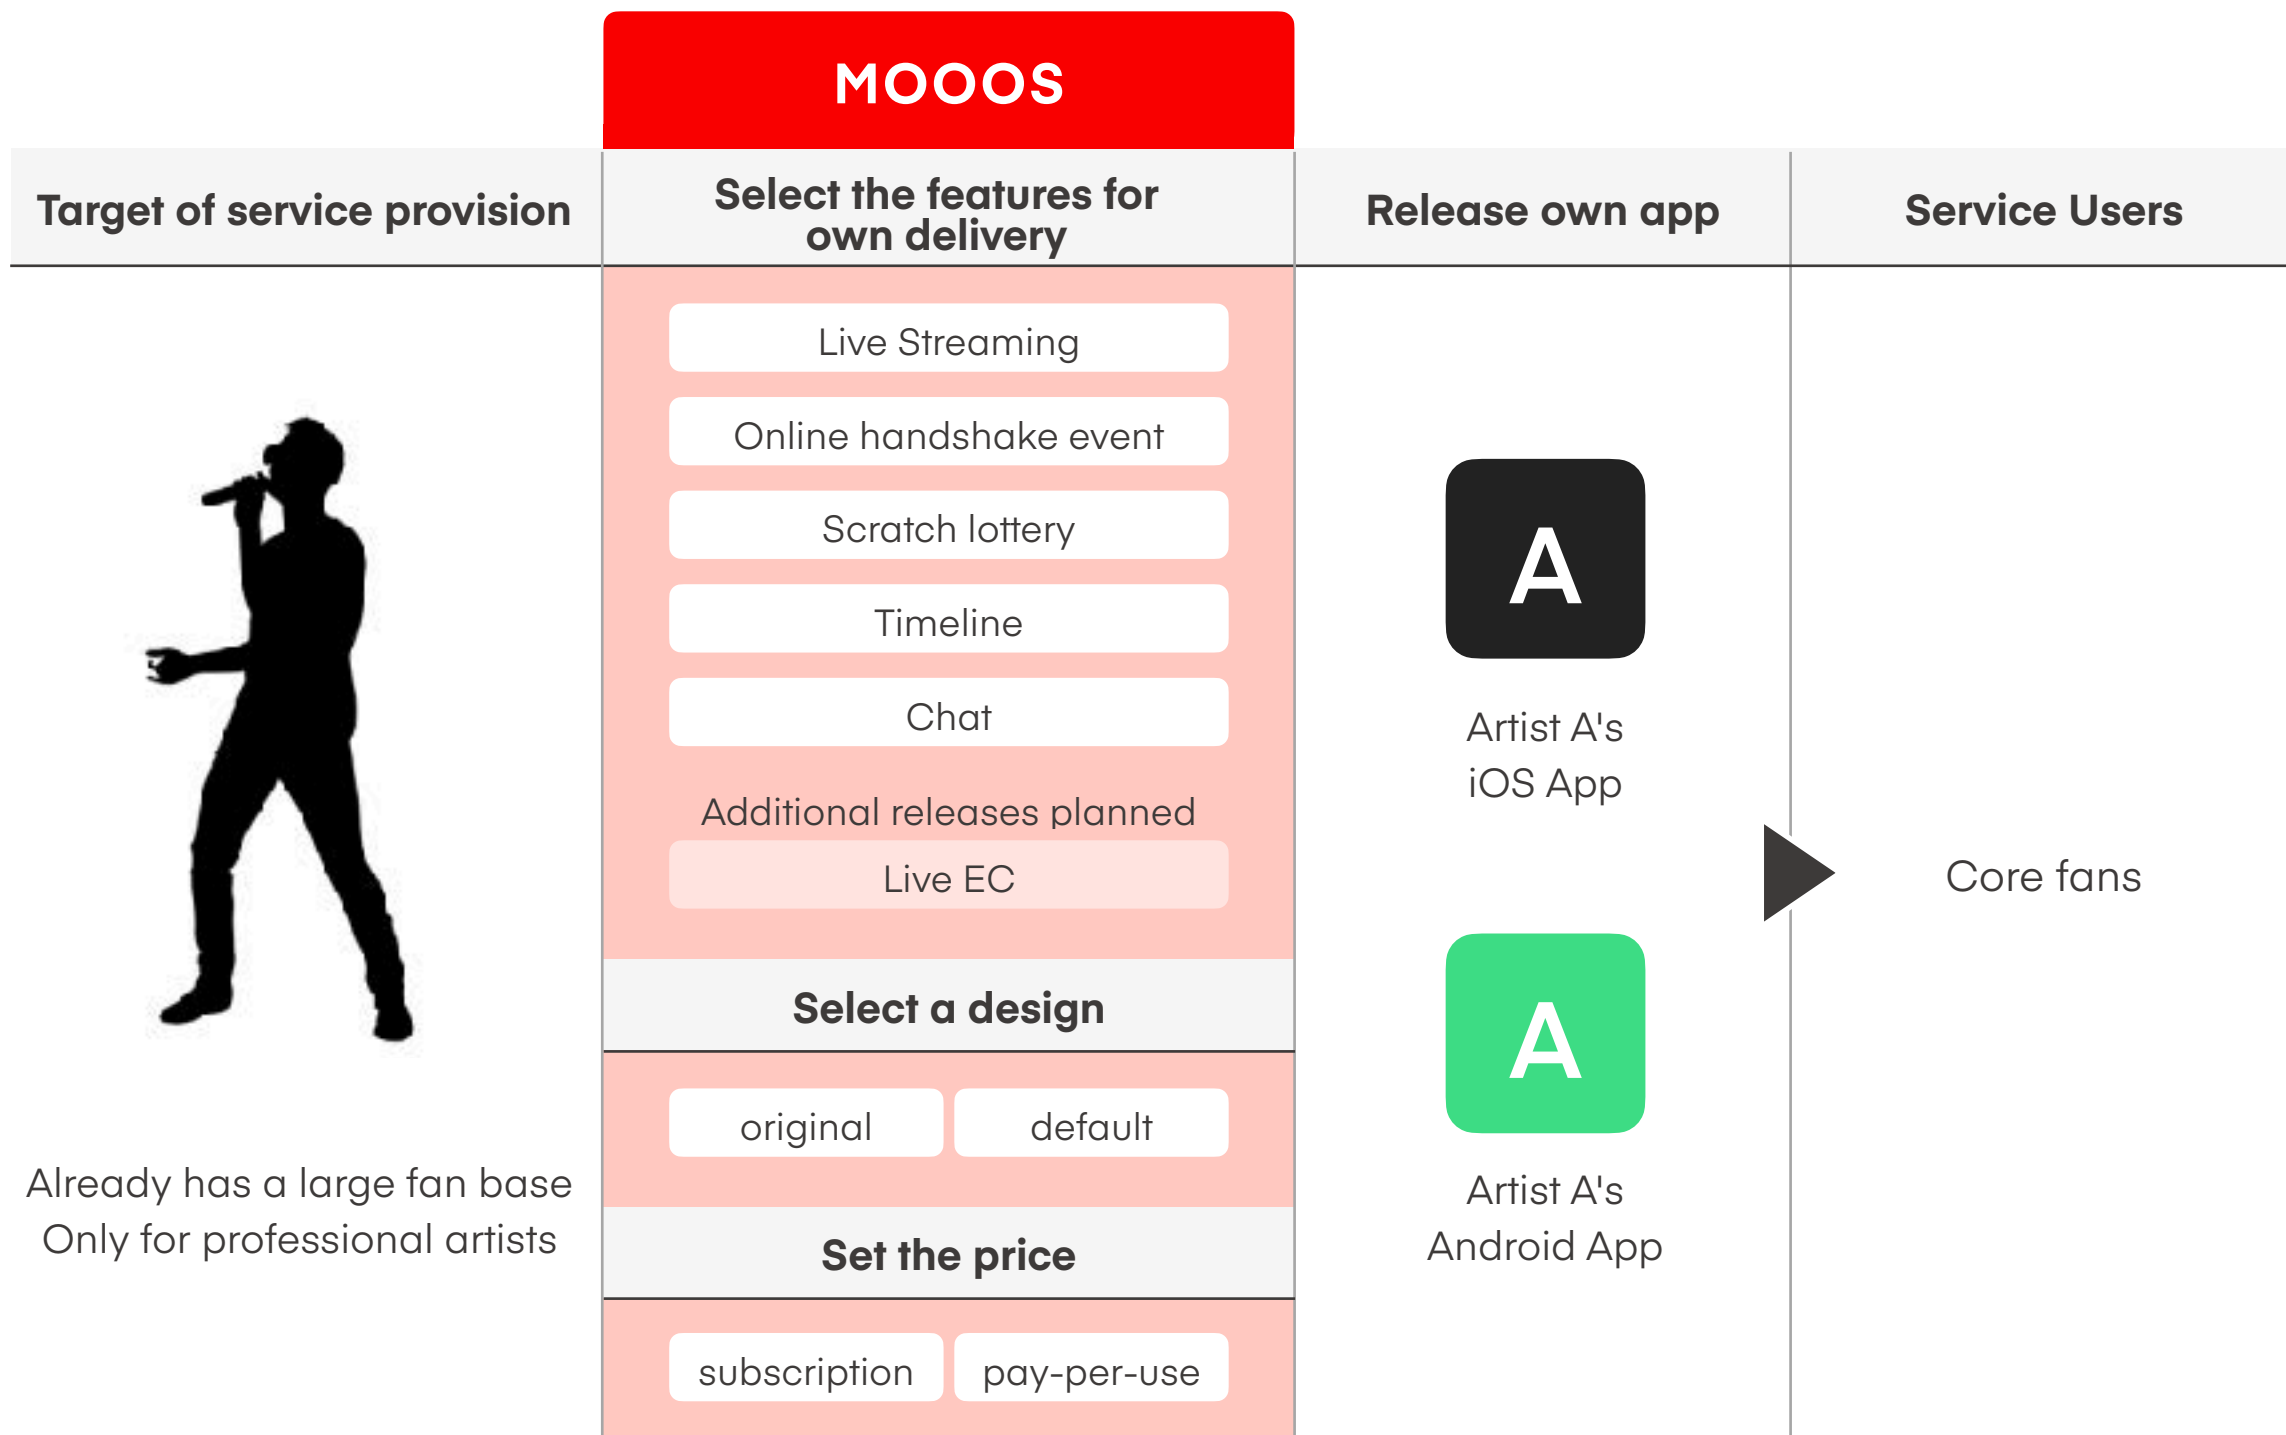 MOOOS
Target of service provision
Select the features for
own delivery
Release own app
Service Users
Live Streaming
Online handshake event
Scratch lottery
Timeline
Chat
Additional releases planned
Live EC
Select a design
original
default
Set the price
subscription
pay-per-use
Already has a large fan base
Only for professional artists
A
Artist A's
iOS App
A
Artist A's
Android App
Core fans